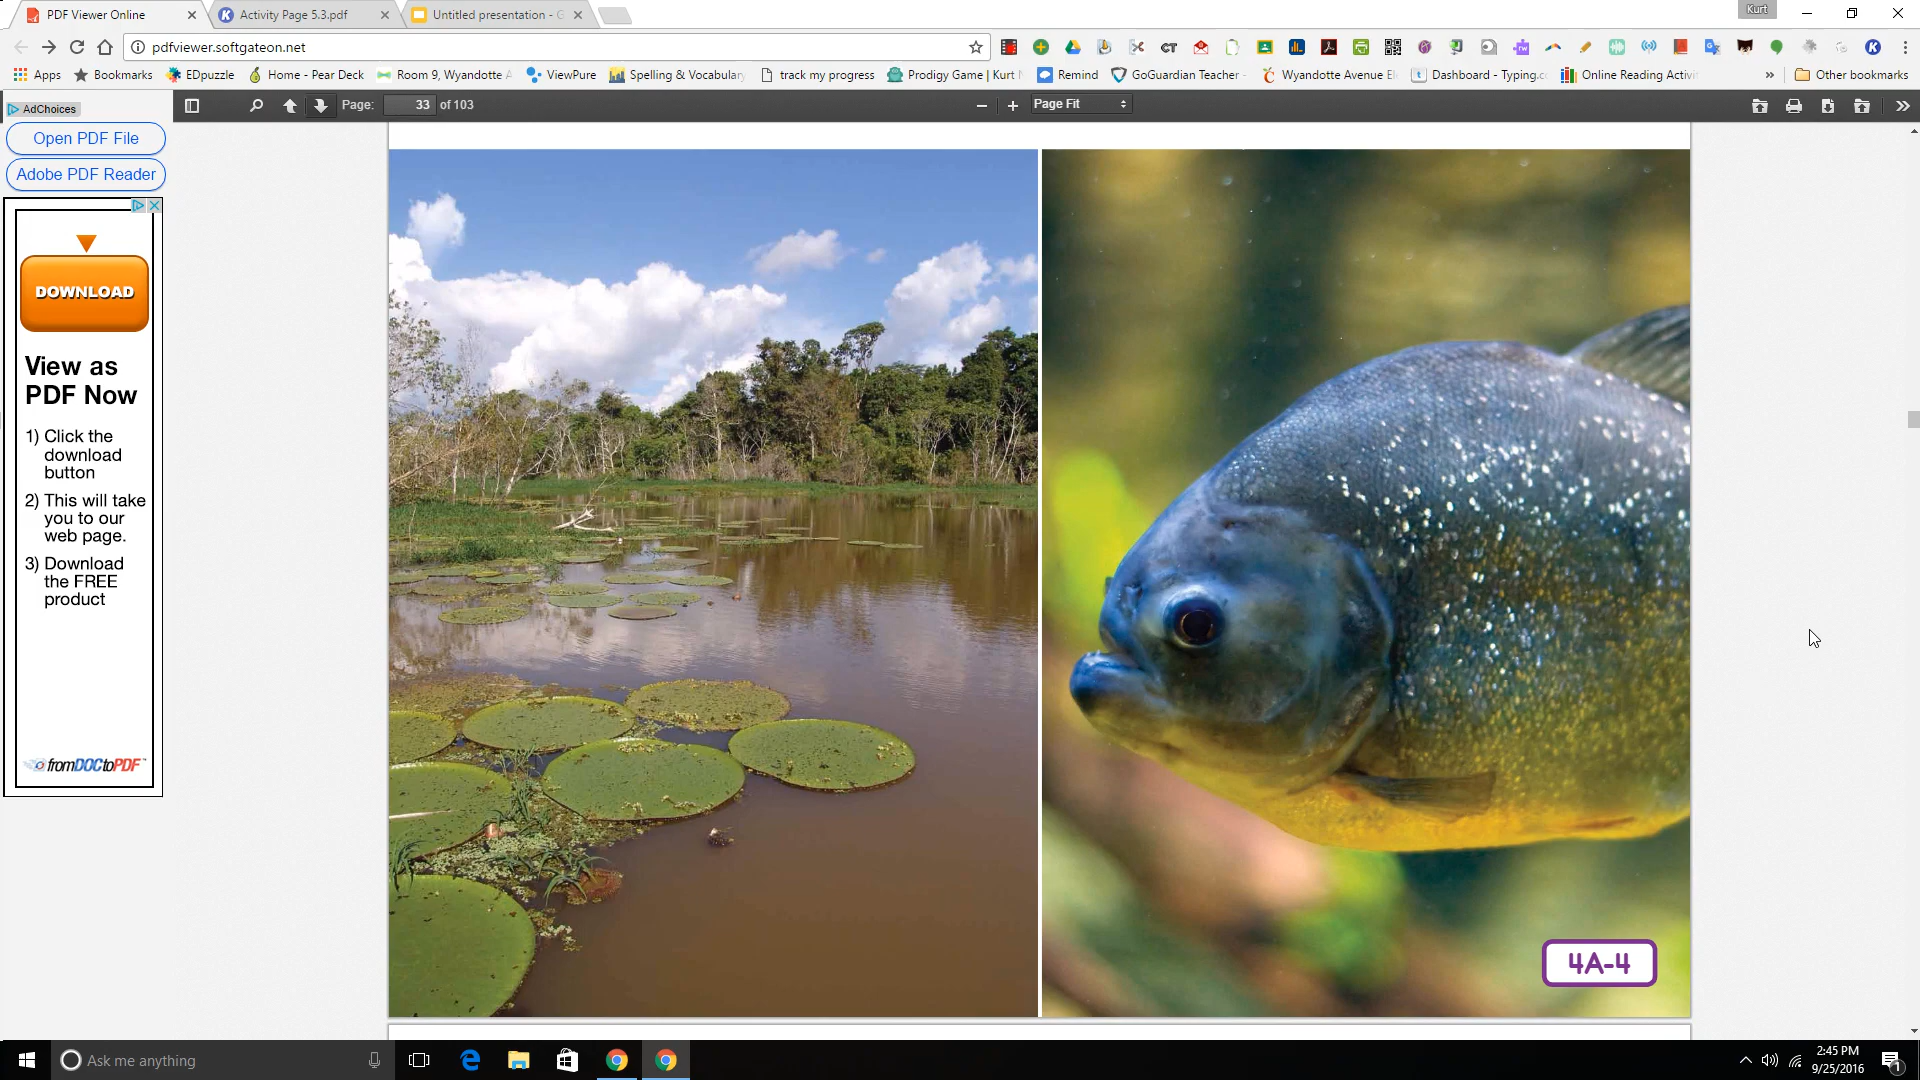 PDF Viewer Online
Activity Page 5.3.pdf
Untitled presentation - G
Kurt
pdfviewer.softgateon.net
Apps
Bookmarks
EDpuzzle
Home - Pear Deck
Room 9, Wyandotte A
ViewPure
Spelling & Vocabular
track my progress
Prodigy Game | Kurt
Remind
GoGuardian Teacher -
Wyandotte Avenue El
Dashboard - Typing.c
Online Reading Activi
Other bookmarks
AdChoices
Page: 33 of 103
Page Fit
Open PDF File
Adobe PDF Reader
DOWNLOAD
View as
PDF Now
1) Click the
download
button
2) This will take
you to our
web page.
3) Download
the FREE
product
fromDOCtoPDF
4A-4
Ask me anything
2:45 PM
9/25/2016
1